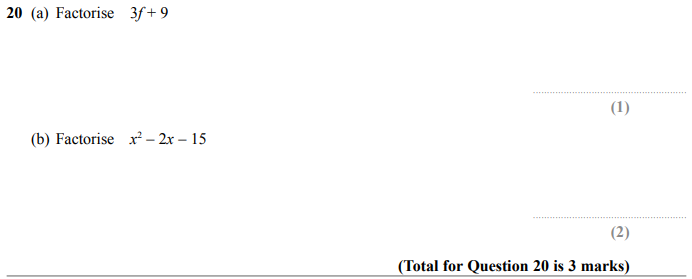 20 (a) Factorise 3f + 9
(1)
(b) Factorise x² – 2x – 15
(2)
(Total for Question 20 is 3 marks)